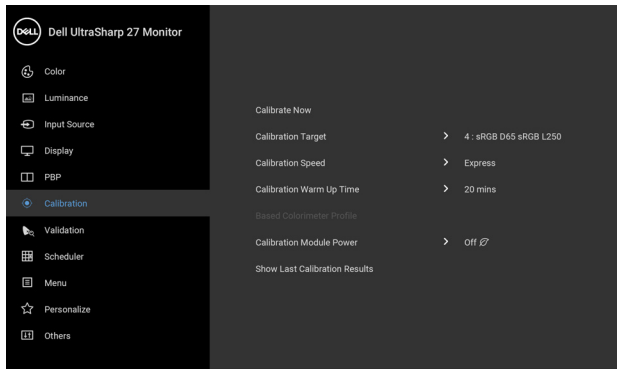 DELL Dell UltraSharp 27 Monitor
Color
Luminance
Input Source
Display
PBP
Calibration
Validation
Scheduler
Menu
Personalize
Others
Calibrate Now
Calibration Target > 4 : sRGB D65 sRGB L250
Calibration Speed > Express
Calibration Warm Up Time > 20 mins
Based Colorimeter Profile
Calibration Module Power > Off
Show Last Calibration Results